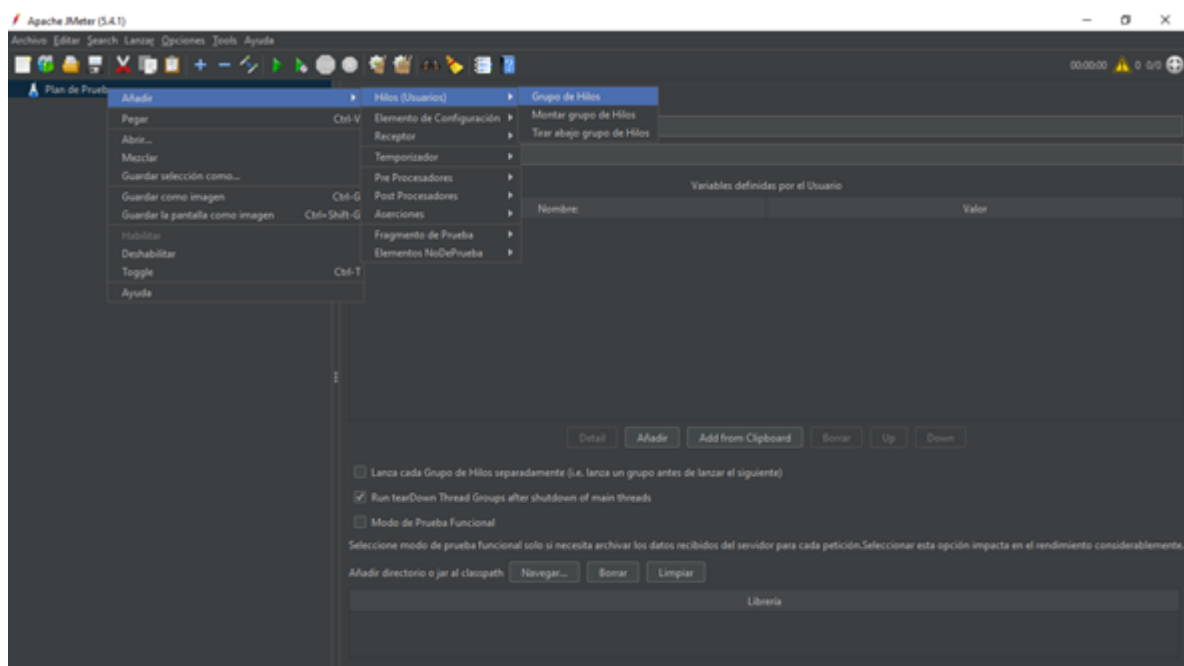 Apache JMeter (5.4.1)
Archivo Editar Search Lanzar Opciones Tools Ayuda
00:00:00 0 0/0
Plan de Prueb
Añadir
Pegar Ctrl-V
Abrir...
Mezclar
Guardar selección como...
Guardar como imagen Ctrl-G
Guardar la pantalla como imagen Ctrl+Shift-G
Habilitar
Deshabilitar
Toggle Ctrl-T
Ayuda
Hilos (Usuarios)
Elemento de Configuración
Receptor
Temporizador
Pre Procesadores
Post Procesadores
Aserciones
Fragmento de Prueba
Elementos NoDePrueba
Grupo de Hilos
Montar grupo de Hilos
Tirar abajo grupo de Hilos
Variables definidas por el Usuario
Nombre: Valor
Detail Añadir Add from Clipboard Borrar Up Down
Lanza cada Grupo de Hilos separadamente (i.e. lanza un grupo antes de lanzar el siguiente)
Run tearDown Thread Groups after shutdown of main threads
Modo de Prueba Funcional
Seleccione modo de prueba funcional solo si necesita archivar los datos recibidos del servidor para cada petición.Seleccionar esta opción impacta en el rendimiento considerablemente.
Añadir directorio o jar al classpath Navegar... Borrar Limpiar
Librería